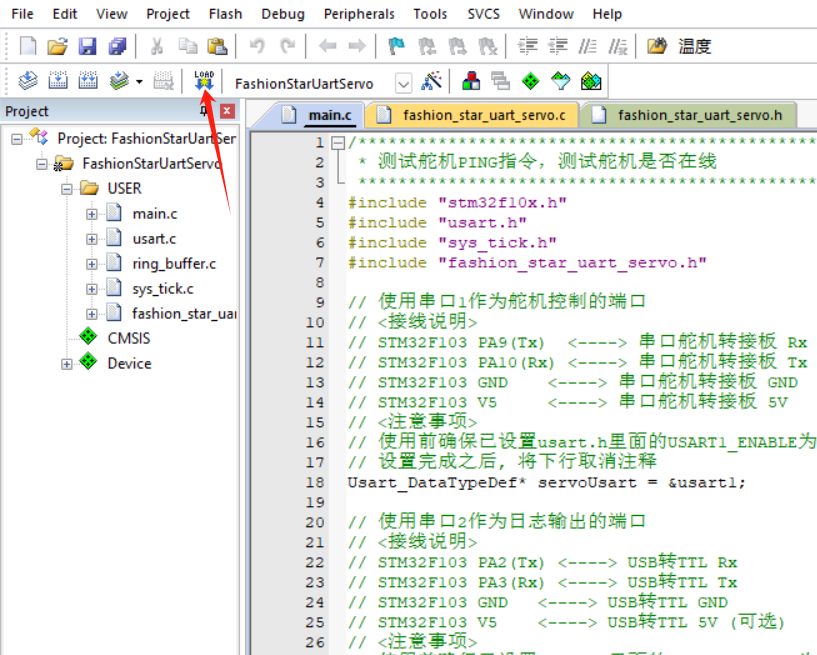 File Edit View Project Flash Debug Peripherals Tools SVCS Window Help
温度
LOAD FashionStarUartServo
Project
main.c fashion_star_uart_servo.c fashion_star_uart_servo.h
Project: FashionStarUartSer
FashionStarUartServo
USER
main.c
usart.c
ring_buffer.c
sys_tick.c
fashion_star_uar
CMSIS
Device
1 /***********************************************
2 * 测试舵机PING指令，测试舵机是否在线
3 ***********************************************
4 #include "stm32f10x.h"
5 #include "usart.h"
6 #include "sys_tick.h"
7 #include "fashion_star_uart_servo.h"
8
9 // 使用串口1作为舵机控制的端口
10 // <接线说明>
11 // STM32F103 PA9(Tx) <----> 串口舵机转接板 Rx
12 // STM32F103 PA10(Rx) <----> 串口舵机转接板 Tx
13 // STM32F103 GND <----> 串口舵机转接板 GND
14 // STM32F103 V5 <----> 串口舵机转接板 5V
15 // <注意事项>
16 // 使用前确保已设置usart.h里面的USART1_ENABLE为
17 // 设置完成之后，将下行取消注释
18 Usart_DataTypeDef* servoUsart = &usart1;
19
20 // 使用串口2作为日志输出的端口
21 // <接线说明>
22 // STM32F103 PA2(Tx) <----> USB转TTL Rx
23 // STM32F103 PA3(Rx) <----> USB转TTL Tx
24 // STM32F103 GND <----> USB转TTL GND
25 // STM32F103 V5 <----> USB转TTL 5V (可选)
26 // <注意事项>